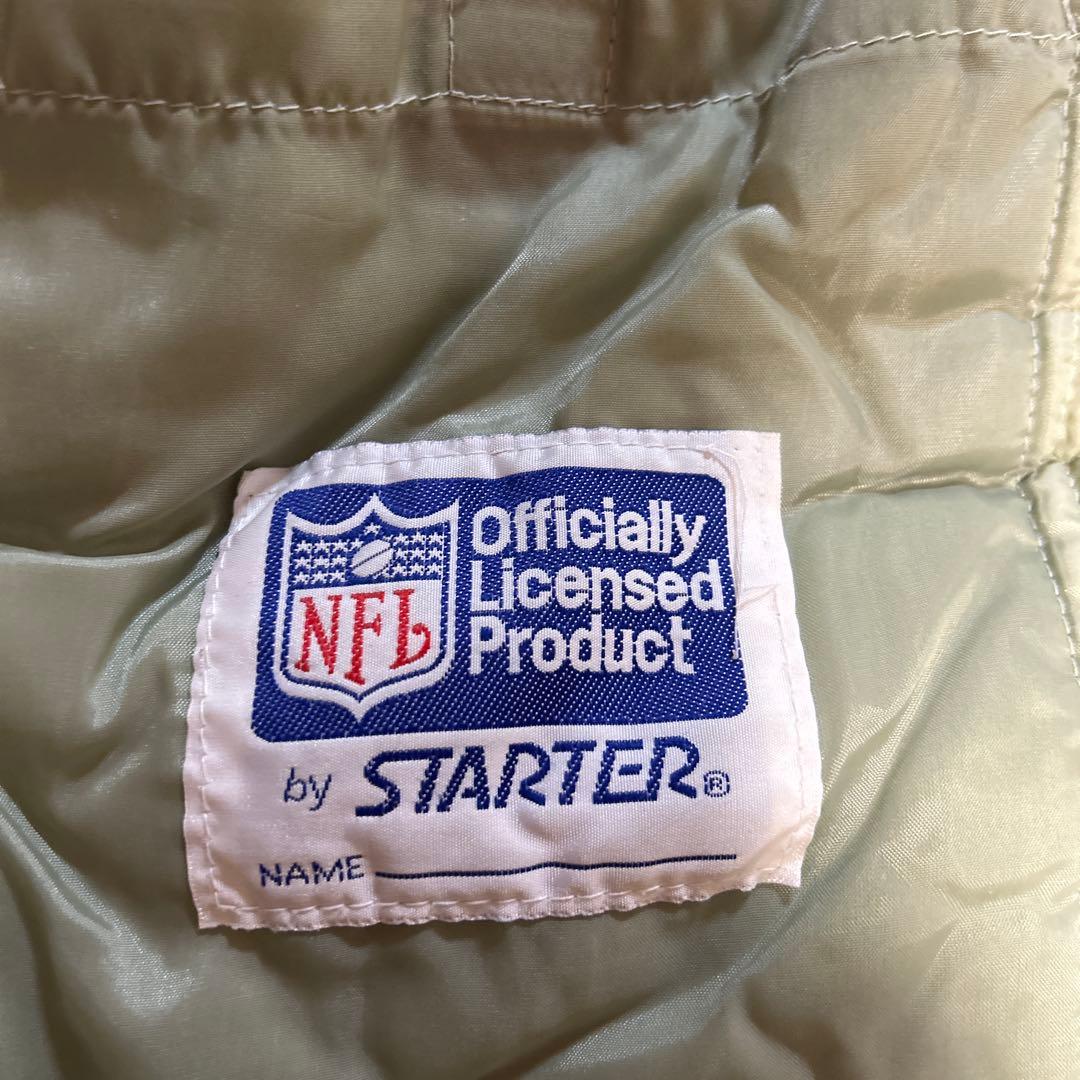 NFL
Officially
Licensed
Product
by STARTER®
NAME